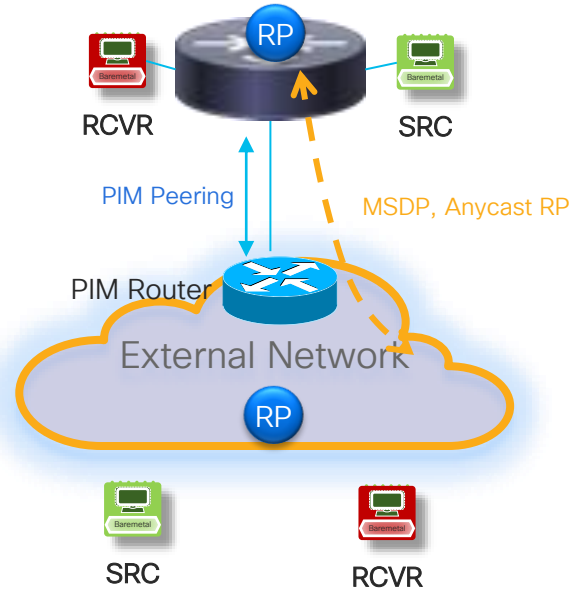 RP
Baremetal
Baremetal
RCVR
SRC
PIM Peering
MSDP, Anycast RP
PIM Router
External Network
RP
Baremetal
Baremetal
SRC
RCVR